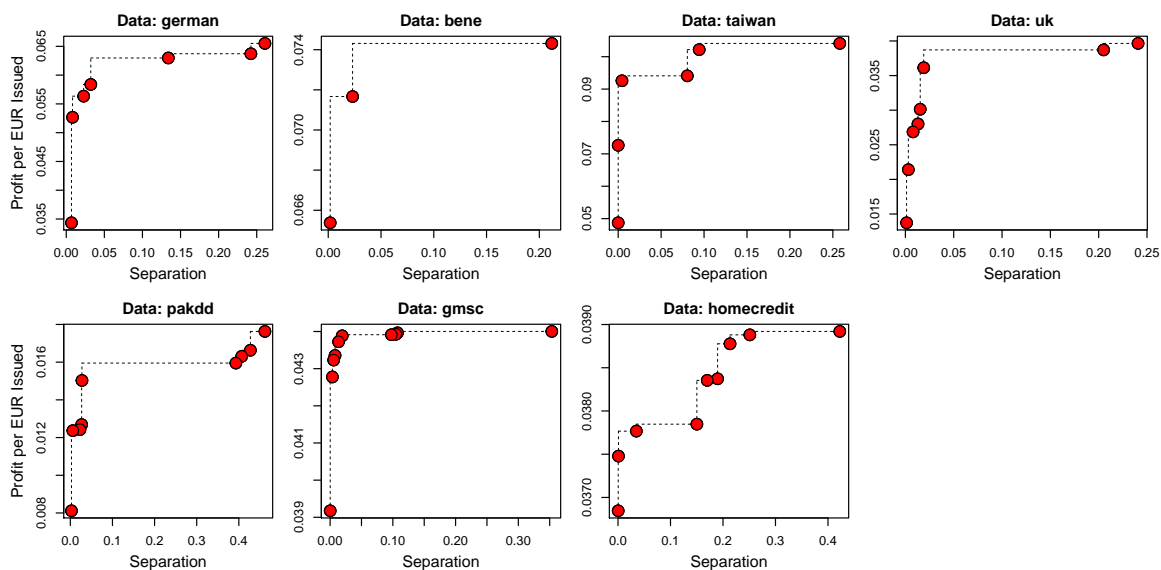 Data: german
Data: bene
Data: taiwan
Data: uk
Profit per EUR Issued
0.035 0.045 0.055 0.065
0.066 0.070 0.074
0.05 0.07 0.09
0.015 0.025 0.035
0.00 0.05 0.10 0.15 0.20 0.25
0.00 0.05 0.10 0.15 0.20
0.00 0.05 0.10 0.15 0.20 0.25
0.00 0.05 0.10 0.15 0.20 0.25
Separation
Separation
Separation
Separation
Data: pakdd
Data: gmsc
Data: homecredit
Profit per EUR Issued
0.008 0.012 0.016
0.039 0.041 0.043
0.0370 0.0380 0.0390
0.0 0.1 0.2 0.3 0.4
0.00 0.10 0.20 0.30
0.0 0.1 0.2 0.3 0.4
Separation
Separation
Separation